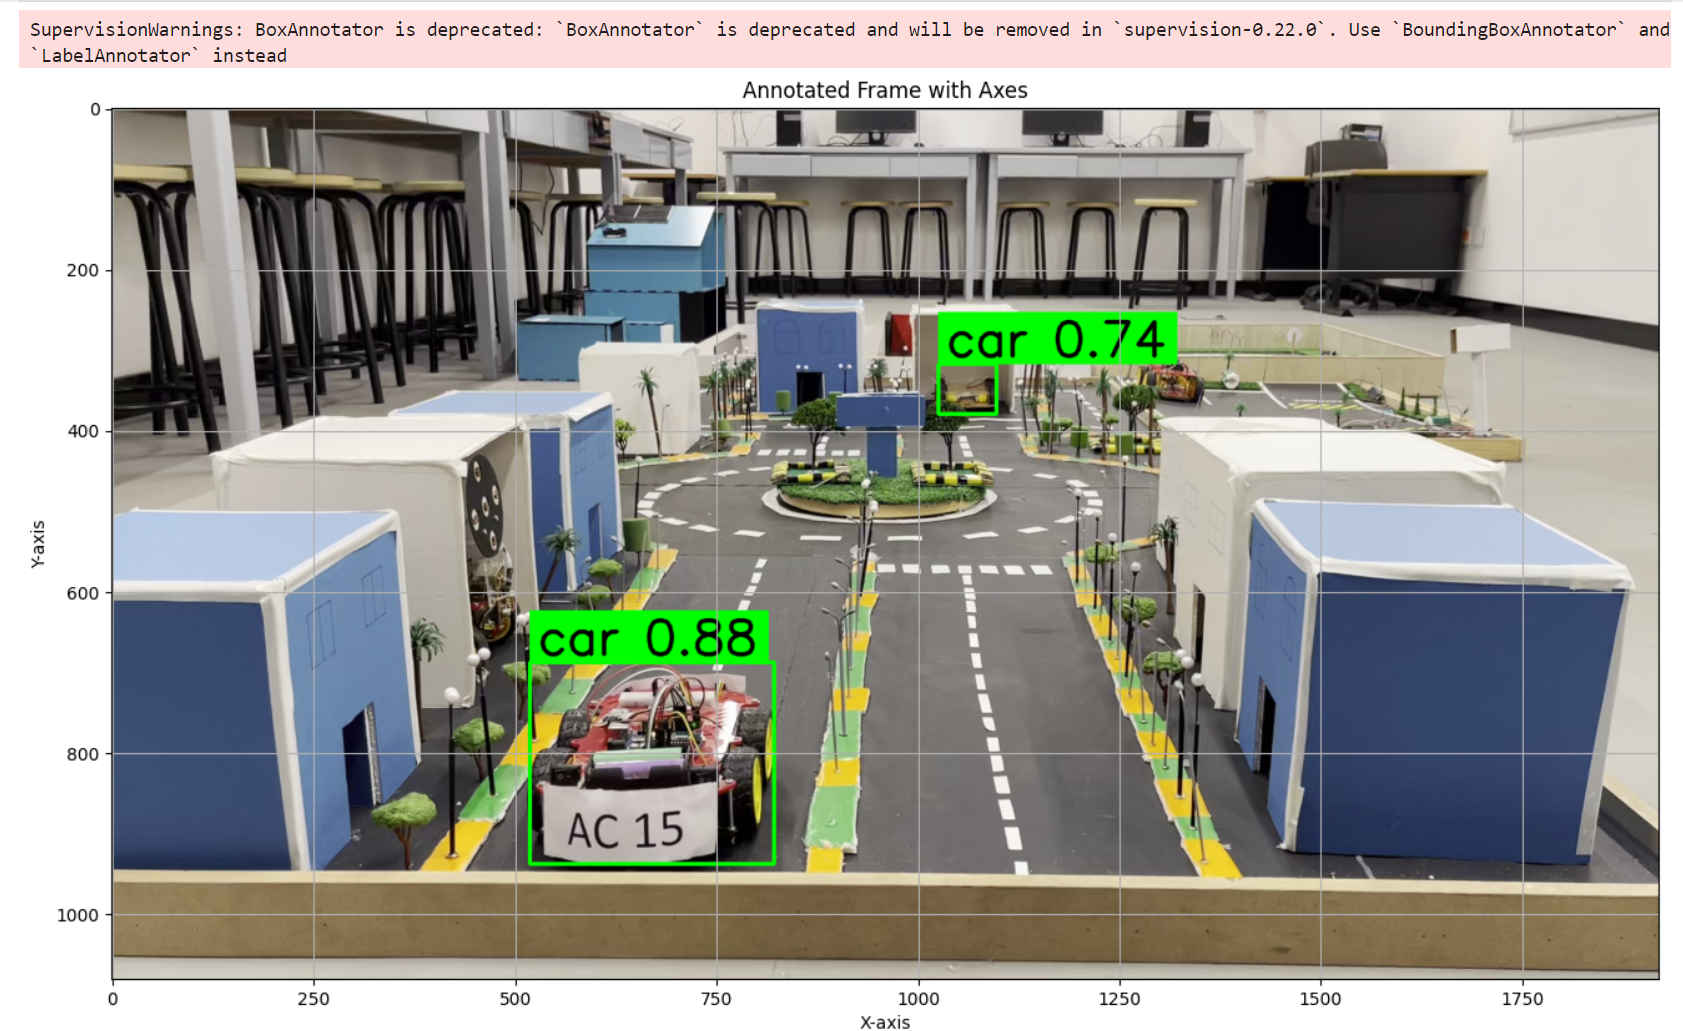 SupervisionWarnings: BoxAnnotator is deprecated: `BoxAnnotator` is deprecated and will be removed in `supervision-0.22.0`. Use `BoundingBoxAnnotator` and
`LabelAnnotator` instead
Annotated Frame with Axes
0
200
400
600
800
1000
Y-axis
car 0.74
car 0.88
AC 15
0
250
500
750
1000
1250
1500
1750
X-axis